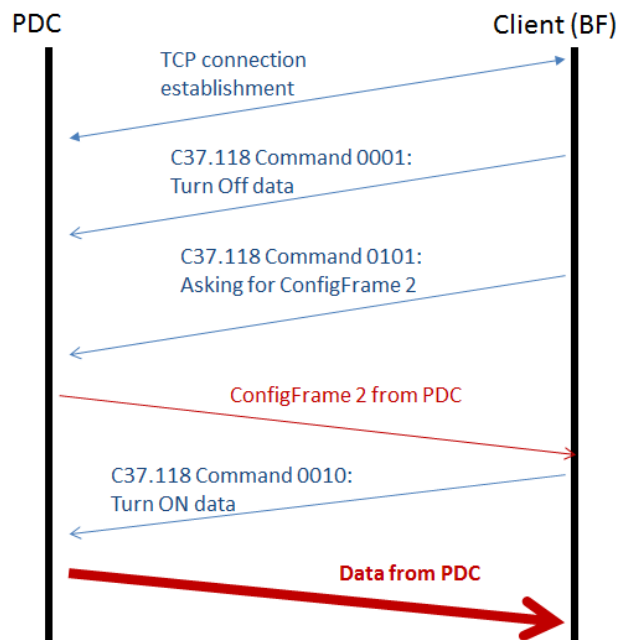 PDC
Client (BF)
TCP connection
establishment
C37.118 Command 0001:
Turn Off data
C37.118 Command 0101:
Asking for ConfigFrame 2
ConfigFrame 2 from PDC
C37.118 Command 0010:
Turn ON data
Data from PDC